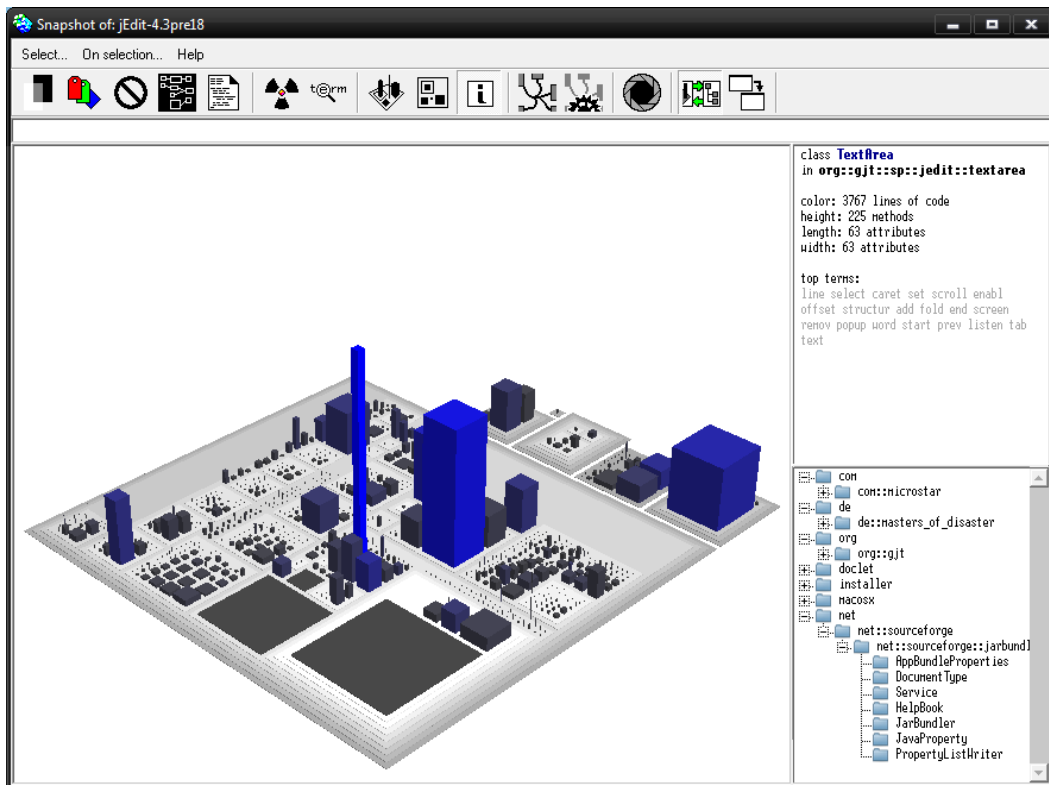 Snapshot of: jEdit-4.3pre18
Select... On selection... Help
t@rm
i
class TextArea
in org::gjt::sp::jedit::textarea
color: 3767 lines of code
height: 225 methods
length: 63 attributes
width: 63 attributes
top terms:
line select caret set scroll enabl
offset structur add fold end screen
remov popup word start prev listen tab
text
com
com::microstar
de
de::masters_of_disaster
org
org::gjt
doclet
installer
macosx
net
net::sourceforge
net::sourceforge::jarbundl
AppBundleProperties
DocumentType
Service
HelpBook
JarBundler
JavaProperty
PropertyListWriter